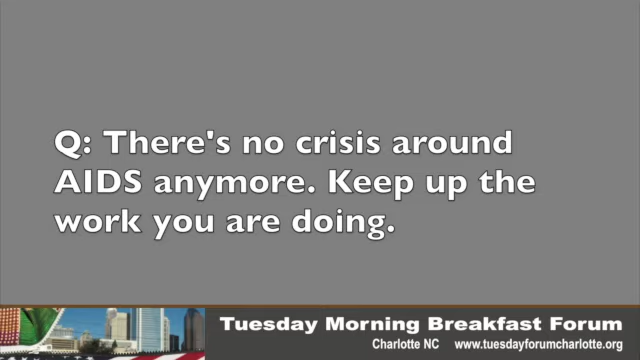 Q: There's no crisis around
AIDS anymore. Keep up the
work you are doing.
Tuesday Morning Breakfast Forum
Charlotte NC www.tuesdayforumcharlotte.org